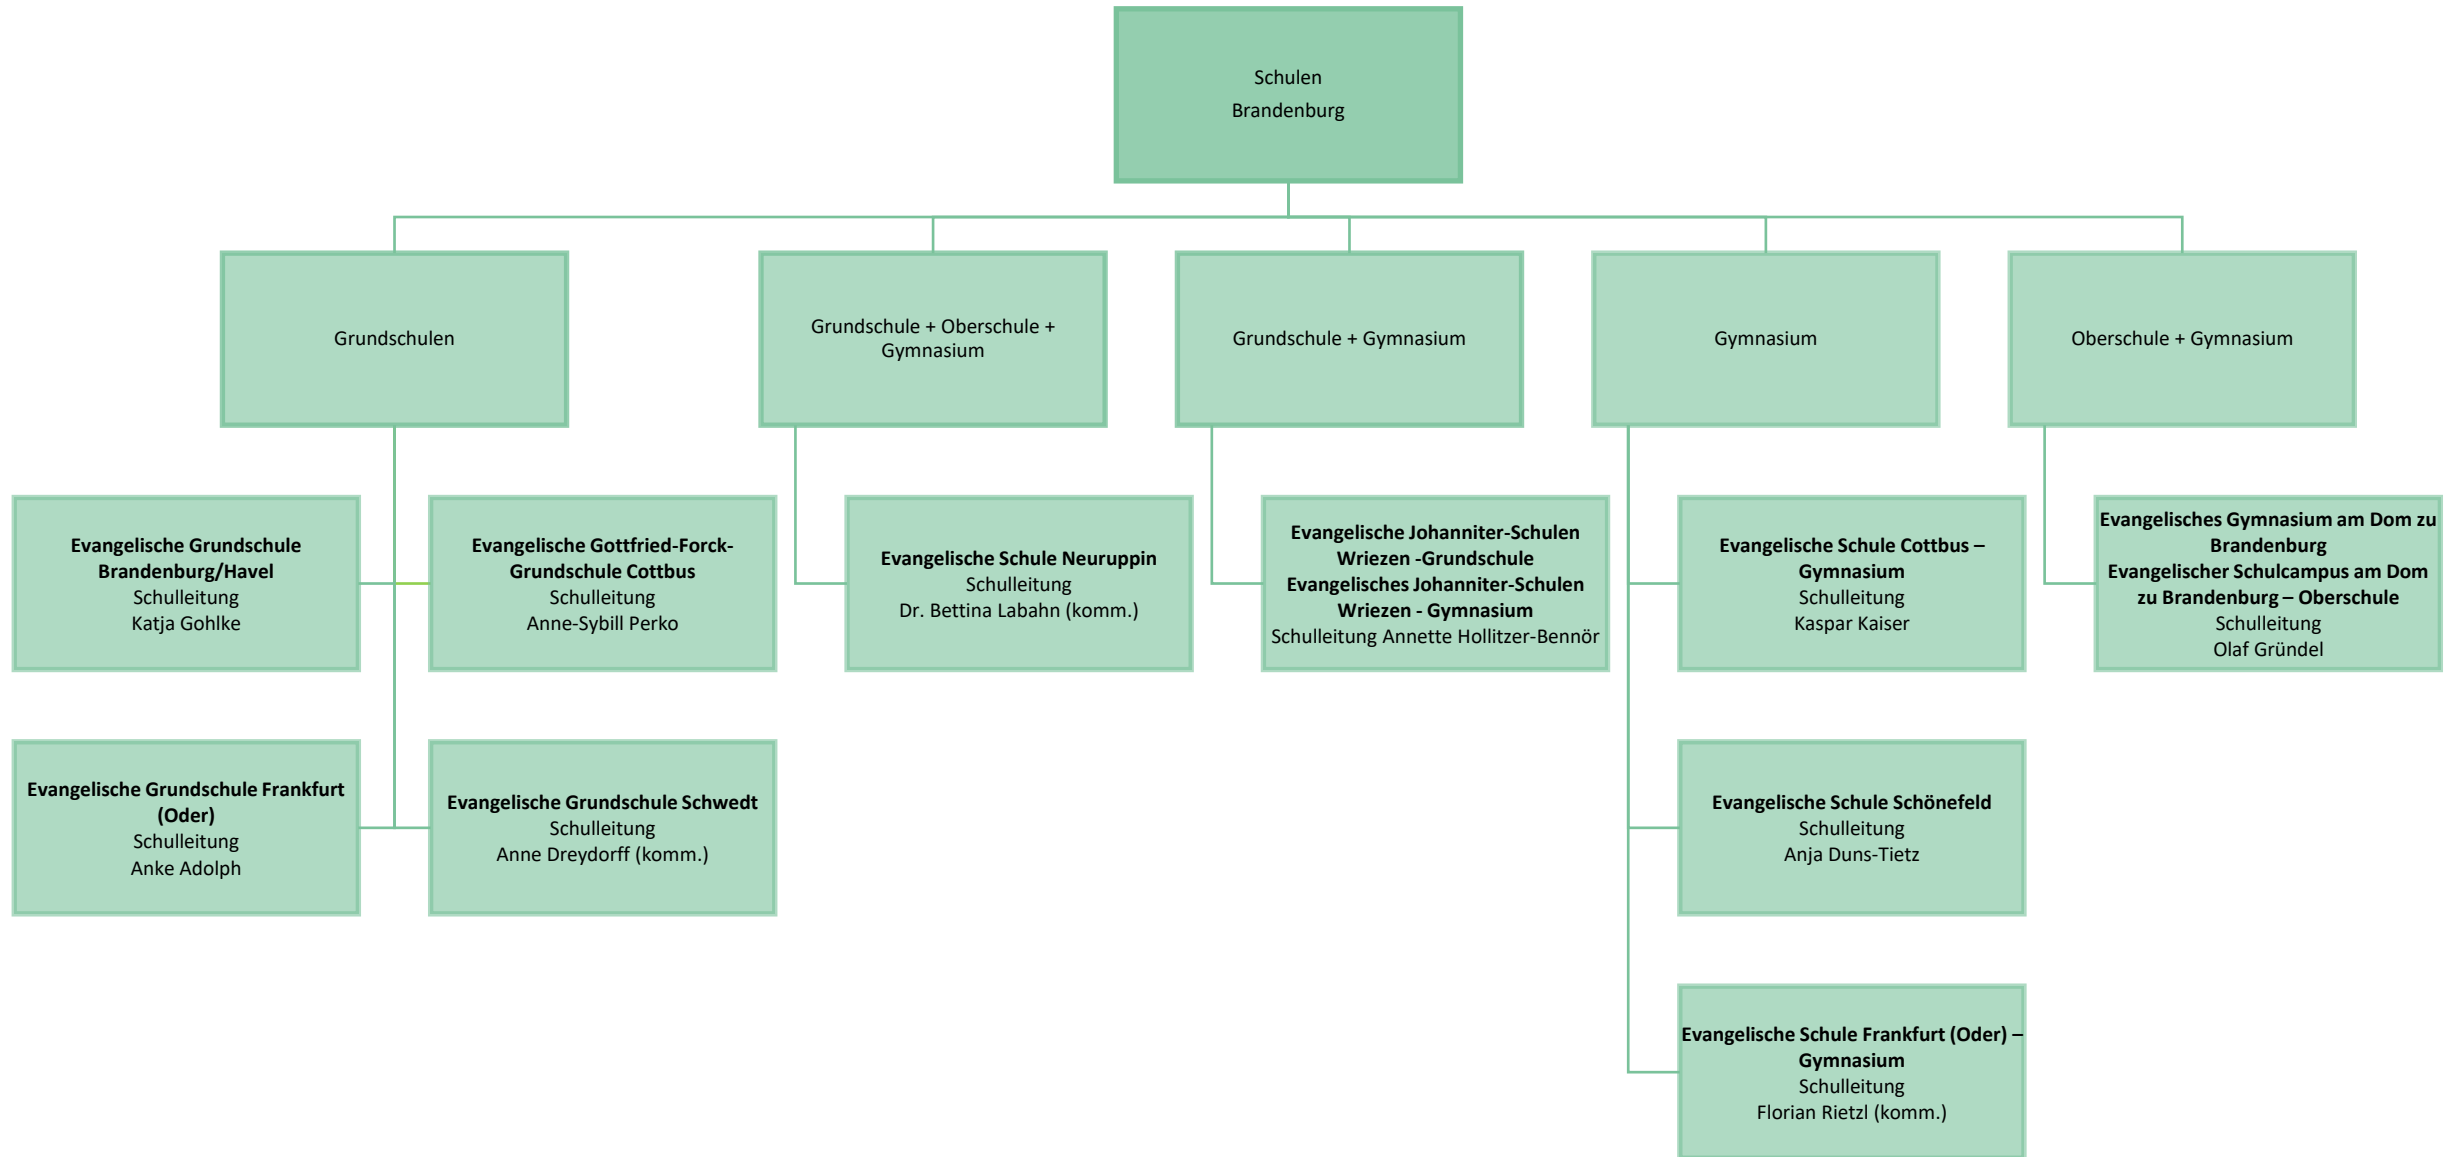 Schulen
Brandenburg
Grundschulen
Grundschule + Oberschule +
Gymnasium
Grundschule + Gymnasium
Gymnasium
Oberschule + Gymnasium
Evangelische Grundschule
Brandenburg/Havel
Schulleitung
Katja Gohlke
Evangelische Gottfried-Forck-
Grundschule Cottbus
Schulleitung
Anne-Sybill Perko
Evangelische Schule Neuruppin
Schulleitung
Dr. Bettina Labahn (komm.)
Evangelische Johanniter-Schulen
Wriezen -Grundschule
Evangelisches Johanniter-Schulen
Wriezen - Gymnasium
Schulleitung Annette Hollitzer-Bennör
Evangelische Schule Cottbus –
Gymnasium
Schulleitung
Kaspar Kaiser
Evangelisches Gymnasium am Dom zu
Brandenburg
Evangelischer Schulcampus am Dom
zu Brandenburg – Oberschule
Schulleitung
Olaf Gründel
Evangelische Grundschule Frankfurt
(Oder)
Schulleitung
Anke Adolph
Evangelische Grundschule Schwedt
Schulleitung
Anne Dreydorff (komm.)
Evangelische Schule Schönefeld
Schulleitung
Anja Duns-Tietz
Evangelische Schule Frankfurt (Oder) –
Gymnasium
Schulleitung
Florian Rietzl (komm.)